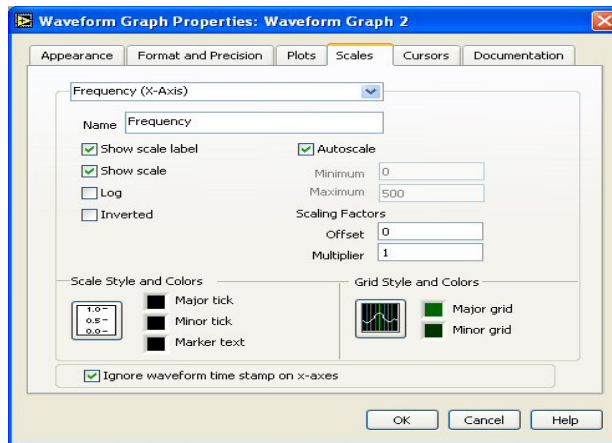 Waveform Graph Properties: Waveform Graph 2
Appearance Format and Precision Plots Scales Cursors Documentation
Frequency (X-Axis)
Name Frequency
Show scale label
Autoscale
Show scale
Minimum 0
Log
Maximum 500
Inverted
Scaling Factors
Offset 0
Multiplier 1
Scale Style and Colors
Grid Style and Colors
1.0
0.5
0.0
Major tick
Minor tick
Marker text
Major grid
Minor grid
Ignore waveform time stamp on x-axes
OK Cancel Help